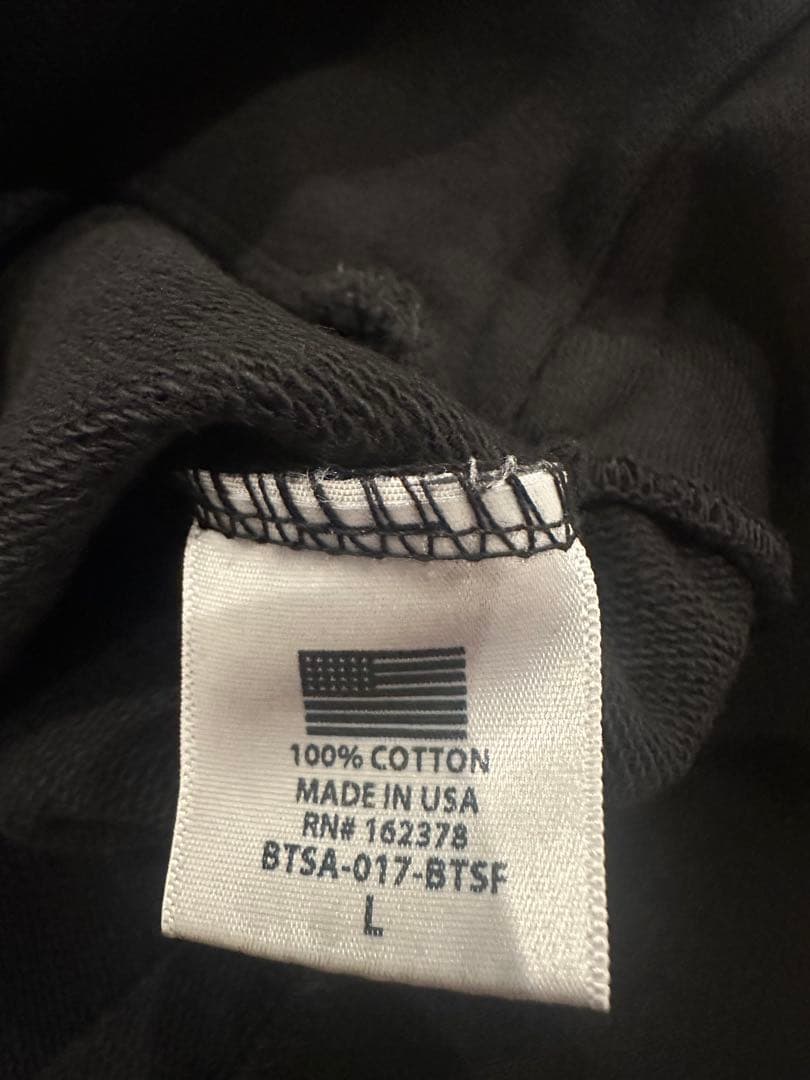 100% COTTON
MADE IN USA
RN# 162378
BTSA-017-BTSF
L